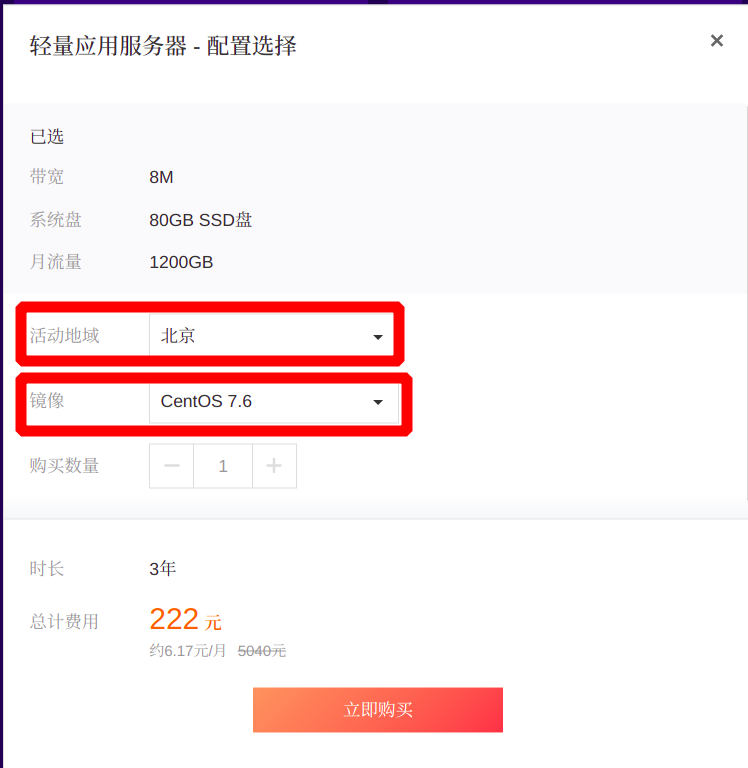 轻量应用服务器 - 配置选择 ×
已选
带宽 8M
系统盘 80GB SSD盘
月流量 1200GB
活动地域 北京
镜像 CentOS 7.6
购买数量 − 1 +
时长 3年
总计费用 222 元
约6.17元/月 5040元
立即购买